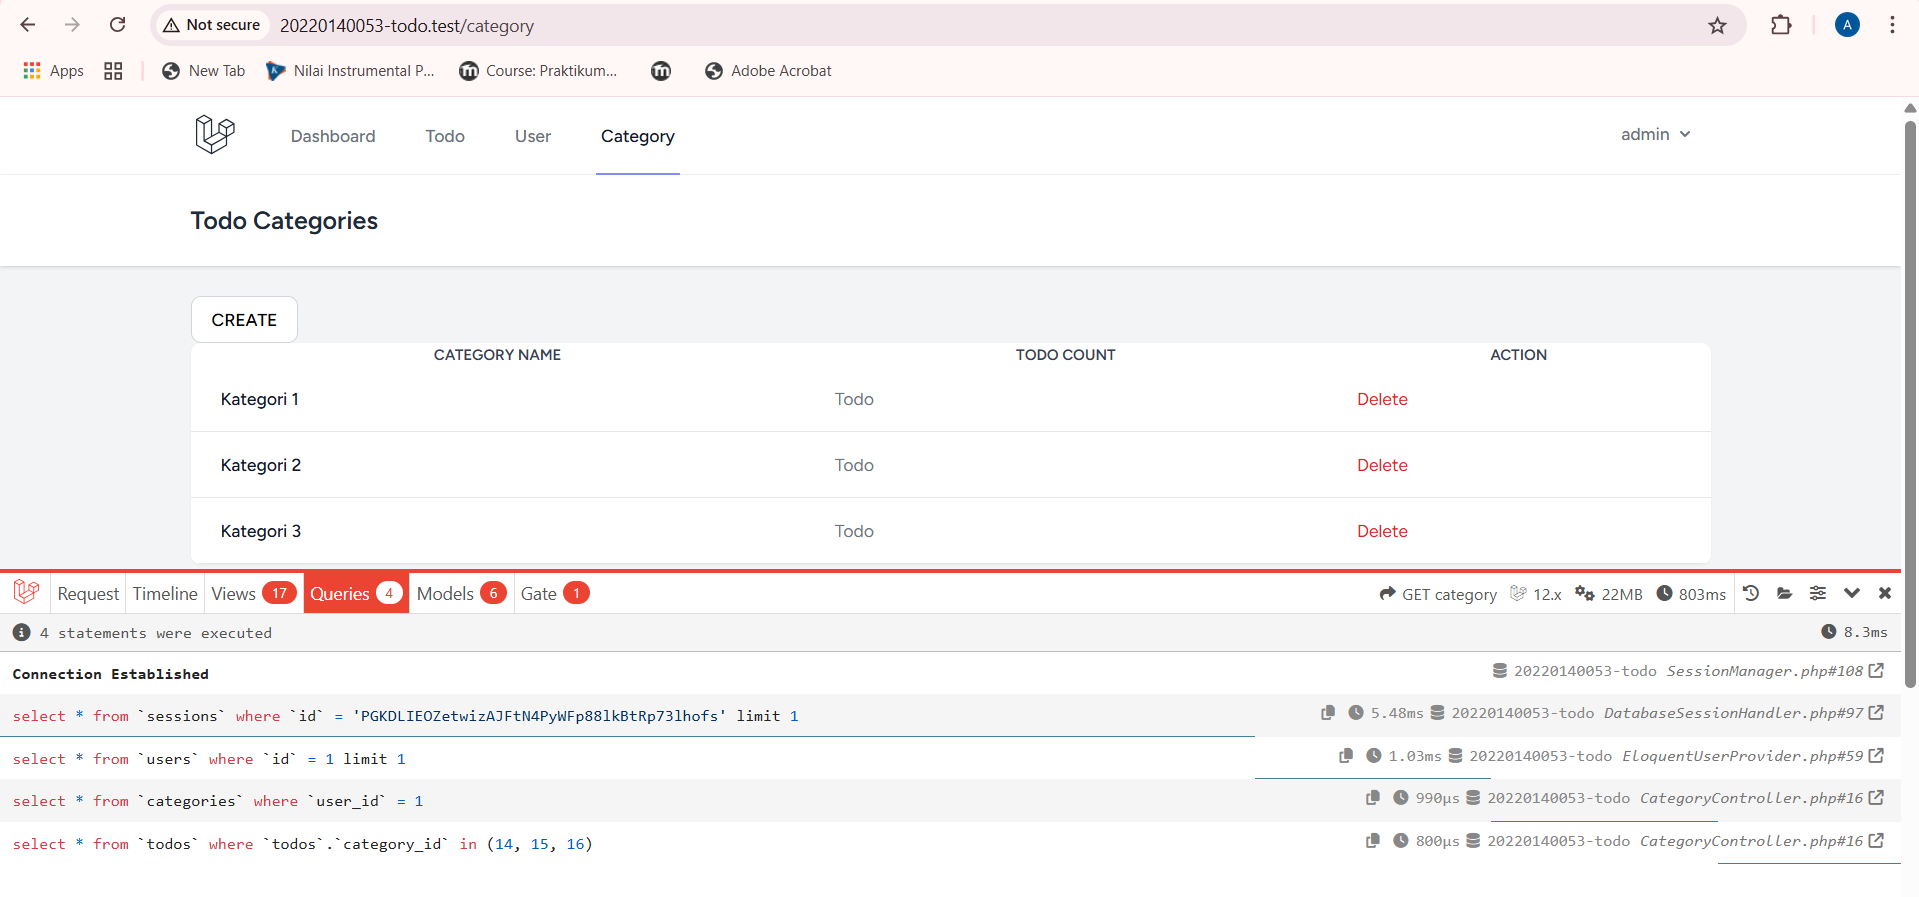 Not secure 20220140053-todo.test/category A
Apps New Tab Nilai Instrumental P... Course: Praktikum... Adobe Acrobat
Dashboard Todo User Category admin
Todo Categories
CREATE
CATEGORY NAME TODO COUNT ACTION
Kategori 1 Todo Delete
Kategori 2 Todo Delete
Kategori 3 Todo Delete
Request Timeline Views 17 Queries 4 Models 6 Gate 1 GET category 12.x 22MB 803ms
4 statements were executed 8.3ms
Connection Established 20220140053-todo SessionManager.php#108
select * from `sessions` where `id` = 'PGKDLIEOZetwizAJFtN4PyWFp88lkBtRp73lhofs' limit 1 5.48ms 20220140053-todo DatabaseSessionHandler.php#97
select * from `users` where `id` = 1 limit 1 1.03ms 20220140053-todo EloquentUserProvider.php#59
select * from `categories` where `user_id` = 1 990μs 20220140053-todo CategoryController.php#16
select * from `todos` where `todos`.`category_id` in (14, 15, 16) 800μs 20220140053-todo CategoryController.php#16